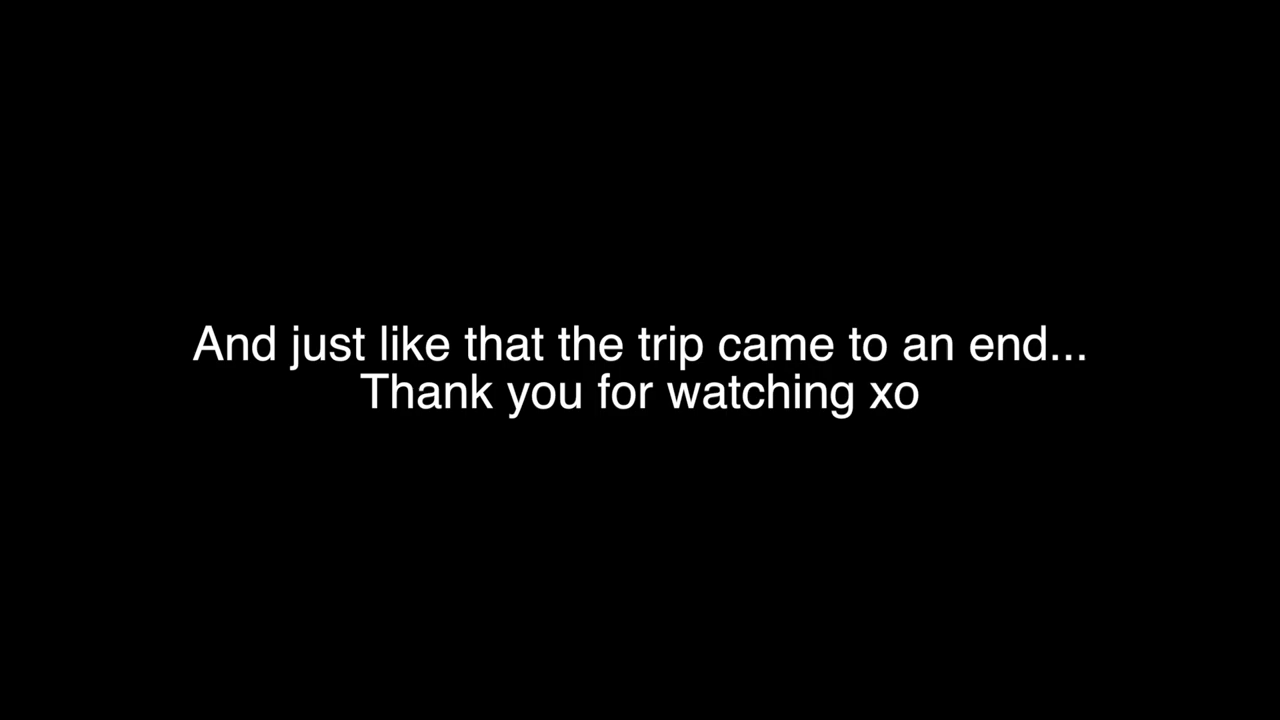 And just like that the trip came to an end...
Thank you for watching xo